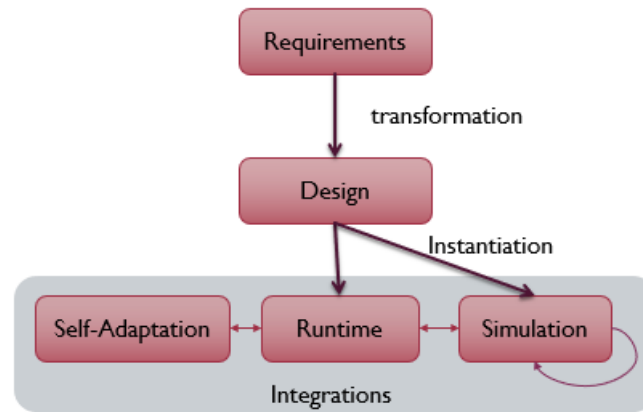 Requirements
transformation
Design
Instantiation
Self-Adaptation
Runtime
Simulation
Integrations